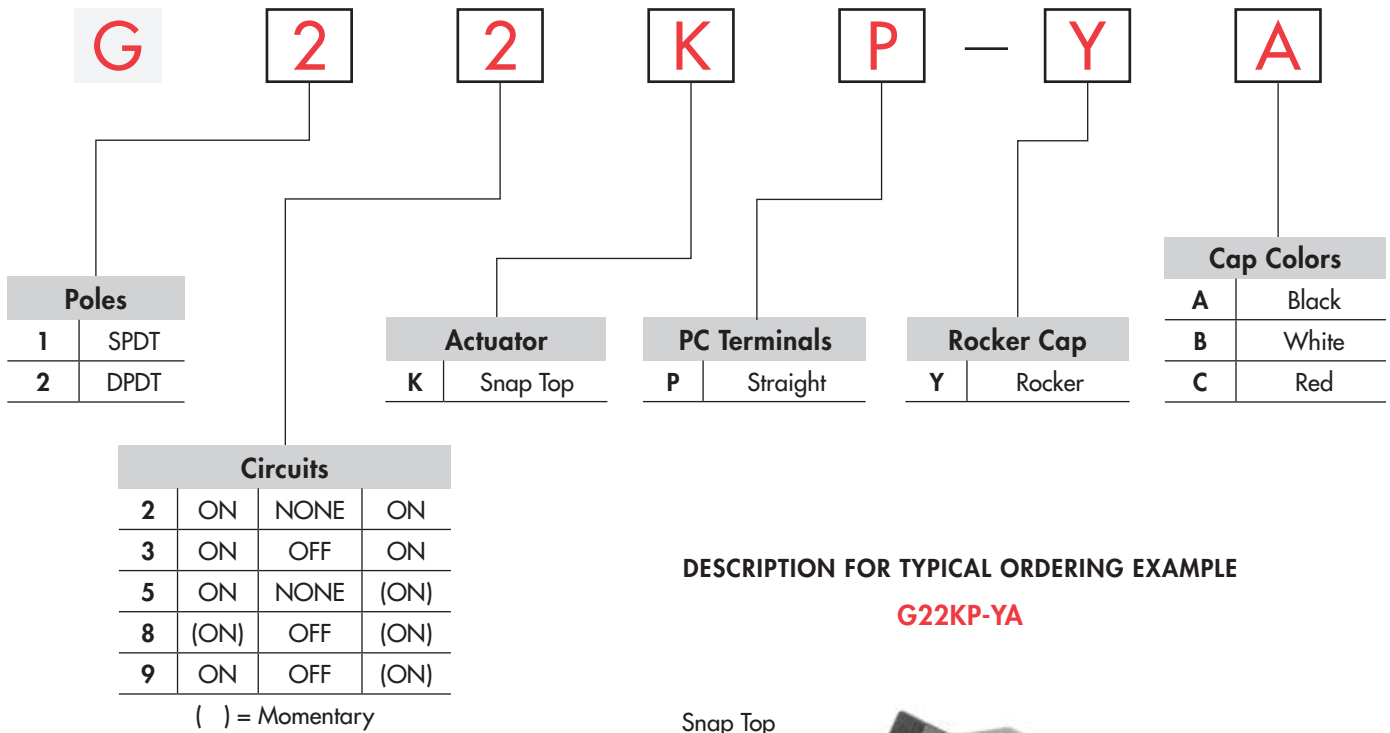 G 2 2 K P — Y A
Poles
1 SPDT
2 DPDT
Circuits
2 ON NONE ON
3 ON OFF ON
5 ON NONE (ON)
8 (ON) OFF (ON)
9 ON OFF (ON)
( ) = Momentary
Actuator
K Snap Top
PC Terminals
P Straight
Rocker Cap
Y Rocker
Cap Colors
A Black
B White
C Red
DESCRIPTION FOR TYPICAL ORDERING EXAMPLE
G22KP-YA
Snap Top